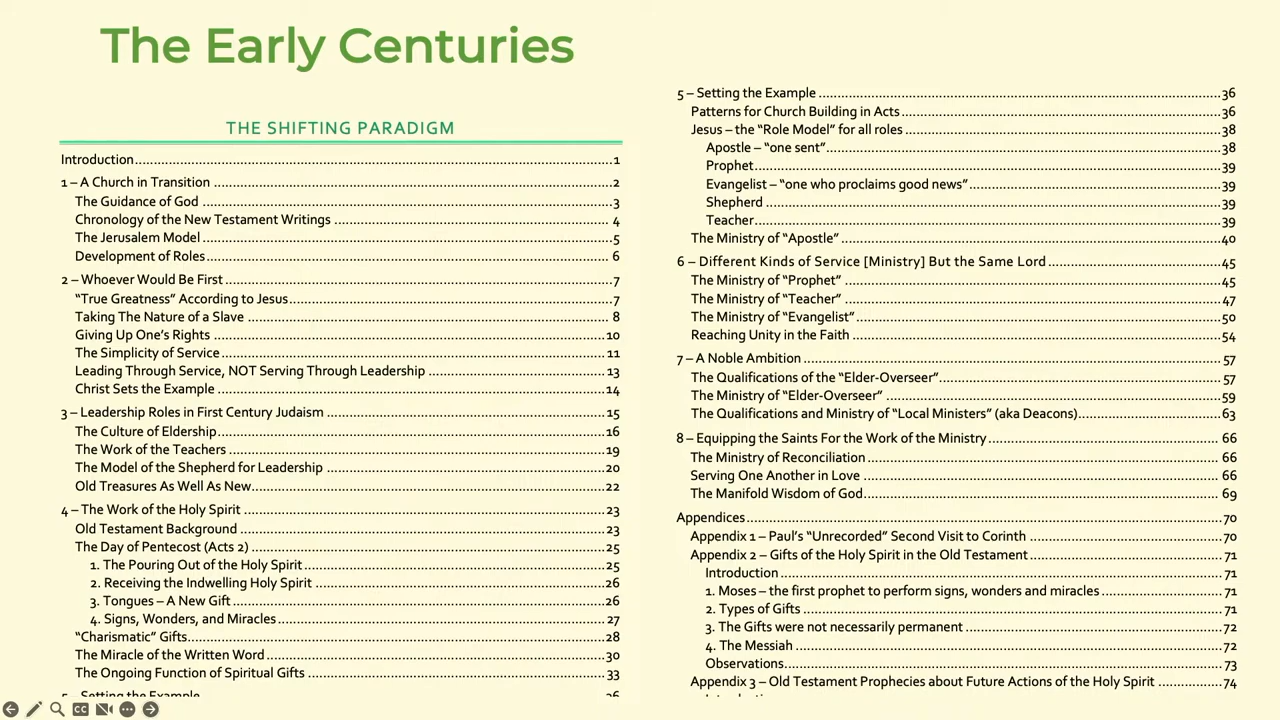 The Early Centuries
THE SHIFTING PARADIGM
Introduction 1
1 – A Church in Transition 2
The Guidance of God 3
Chronology of the New Testament Writings 4
The Jerusalem Model 5
Development of Roles 6
2 – Whoever Would Be First 7
“True Greatness” According to Jesus 7
Taking The Nature of a Slave 8
Giving Up One’s Rights 10
The Simplicity of Service 11
Leading Through Service, NOT Serving Through Leadership 13
Christ Sets the Example 14
3 – Leadership Roles in First Century Judaism 15
The Culture of Eldership 16
The Work of the Teachers 19
The Model of the Shepherd for Leadership 20
Old Treasures As Well As New 22
4 – The Work of the Holy Spirit 23
Old Testament Background 23
The Day of Pentecost (Acts 2) 25
1. The Pouring Out of the Holy Spirit 25
2. Receiving the Indwelling Holy Spirit 26
3. Tongues – A New Gift 26
4. Signs, Wonders, and Miracles 27
“Charismatic” Gifts 28
The Miracle of the Written Word 30
The Ongoing Function of Spiritual Gifts 33
5 – Setting the Example 36
5 – Setting the Example 36
Patterns for Church Building in Acts 36
Jesus – the “Role Model” for all roles 38
Apostle – “one sent” 38
Prophet 39
Evangelist – “one who proclaims good news” 39
Shepherd 39
Teacher 39
The Ministry of “Apostle” 40
6 – Different Kinds of Service [Ministry] But the Same Lord 45
The Ministry of “Prophet” 45
The Ministry of “Teacher” 47
The Ministry of “Evangelist” 50
Reaching Unity in the Faith 54
7 – A Noble Ambition 57
The Qualifications of the “Elder-Overseer” 57
The Ministry of “Elder-Overseer” 59
The Qualifications and Ministry of “Local Ministers” (aka Deacons) 63
8 – Equipping the Saints For the Work of the Ministry 66
The Ministry of Reconciliation 66
Serving One Another in Love 66
The Manifold Wisdom of God 69
Appendices 70
Appendix 1 – Paul’s “Unrecorded” Second Visit to Corinth 70
Appendix 2 – Gifts of the Holy Spirit in the Old Testament 71
Introduction 71
1. Moses – the first prophet to perform signs, wonders and miracles 71
2. Types of Gifts 71
3. The Gifts were not necessarily permanent 72
4. The Messiah 72
Observations 73
Appendix 3 – Old Testament Prophecies about Future Actions of the Holy Spirit 74
CC